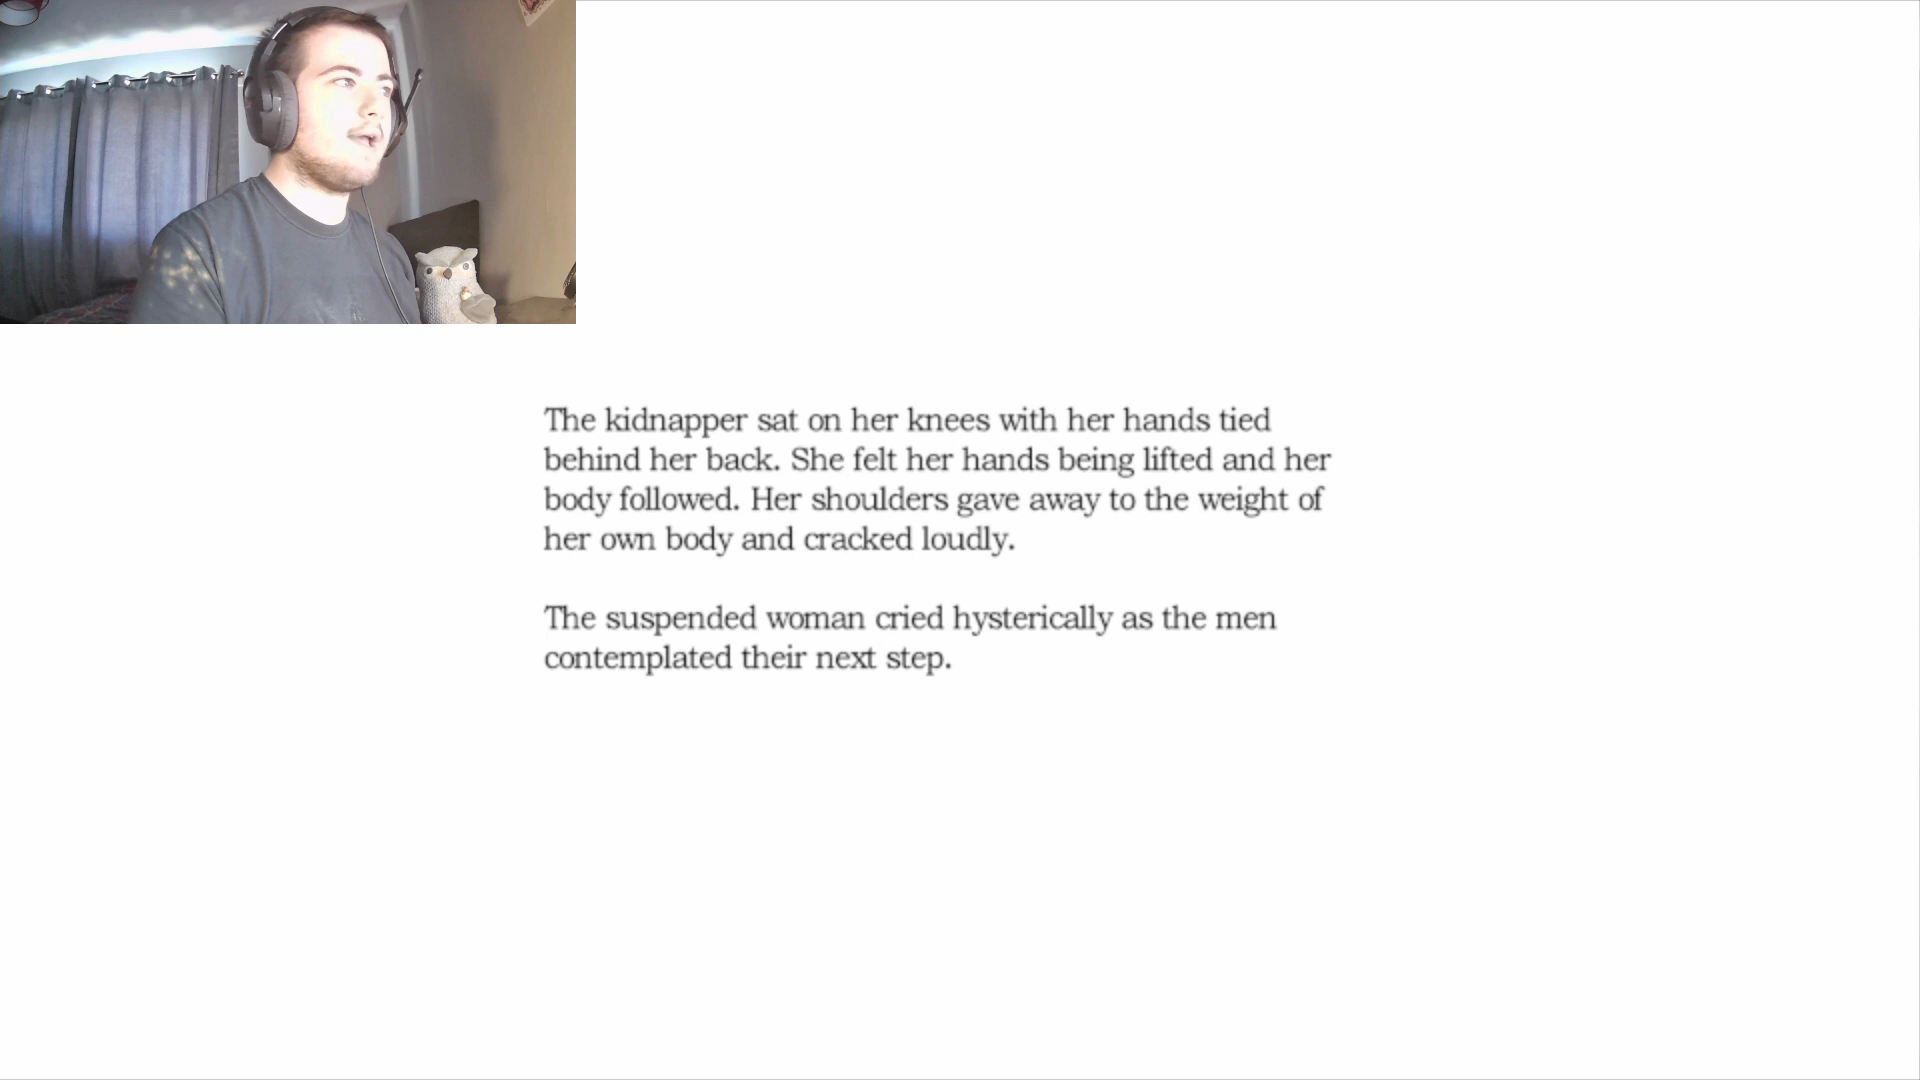 The kidnapper sat on her knees with her hands tied
behind her back. She felt her hands being lifted and her
body followed. Her shoulders gave away to the weight of
her own body and cracked loudly.
The suspended woman cried hysterically as the men
contemplated their next step.